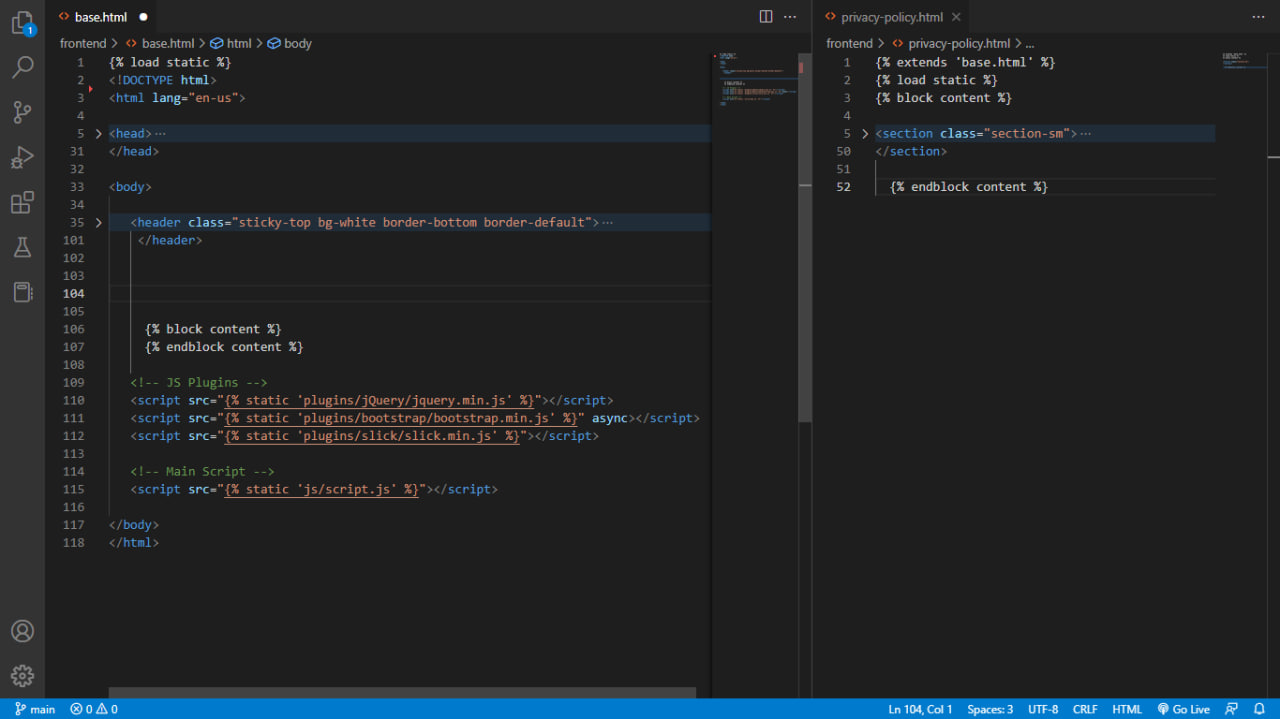 base.html
privacy-policy.html
1
frontend > base.html > html > body
frontend > privacy-policy.html > ...
1 {% load static %}
2 <!DOCTYPE html>
3 <html lang="en-us">
4
5 <head>...
31 </head>
32
33 <body>
34
35 <header class="sticky-top bg-white border-bottom border-default">...
101 </header>
102
103
104
105
106 {% block content %}
107 {% endblock content %}
108
109 <!-- JS Plugins -->
110 <script src="{% static 'plugins/jQuery/jquery.min.js' %}"></script>
111 <script src="{% static 'plugins/bootstrap/bootstrap.min.js' %}" async></script>
112 <script src="{% static 'plugins/slick/slick.min.js' %}"></script>
113
114 <!-- Main Script -->
115 <script src="{% static 'js/script.js' %}"></script>
116
117 </body>
118 </html>
1 {% extends 'base.html' %}
2 {% load static %}
3 {% block content %}
4
5 <section class="section-sm">...
50 </section>
51
52 {% endblock content %}
main
0 0
Ln 104, Col 1
Spaces: 3
UTF-8
CRLF
HTML
Go Live